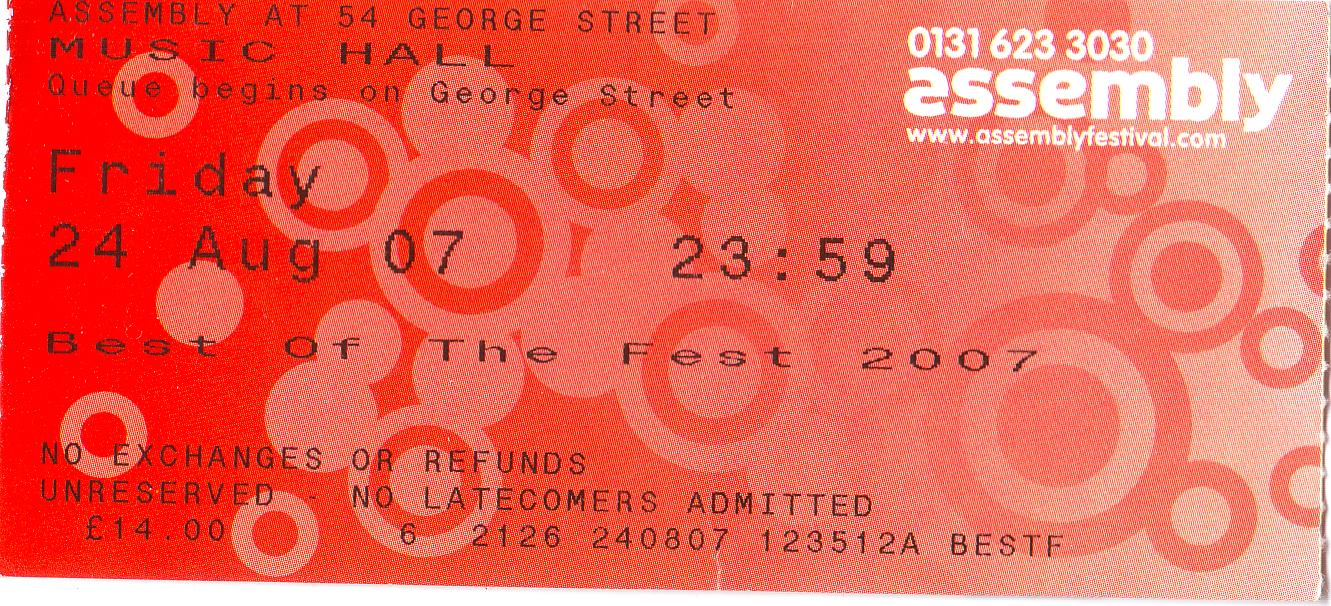 ASSEMBLY AT 54 GEORGE STREET
MUSIC HALL
Queue begins on George Street
0131 623 3030
assembly
www.assemblyfestival.com
Friday
24 Aug 07 23:59
Best Of The Fest 2007
NO EXCHANGES OR REFUNDS
UNRESERVED - NO LATECOMERS ADMITTED
£14.00 6 2126 240807 123512A BESTF